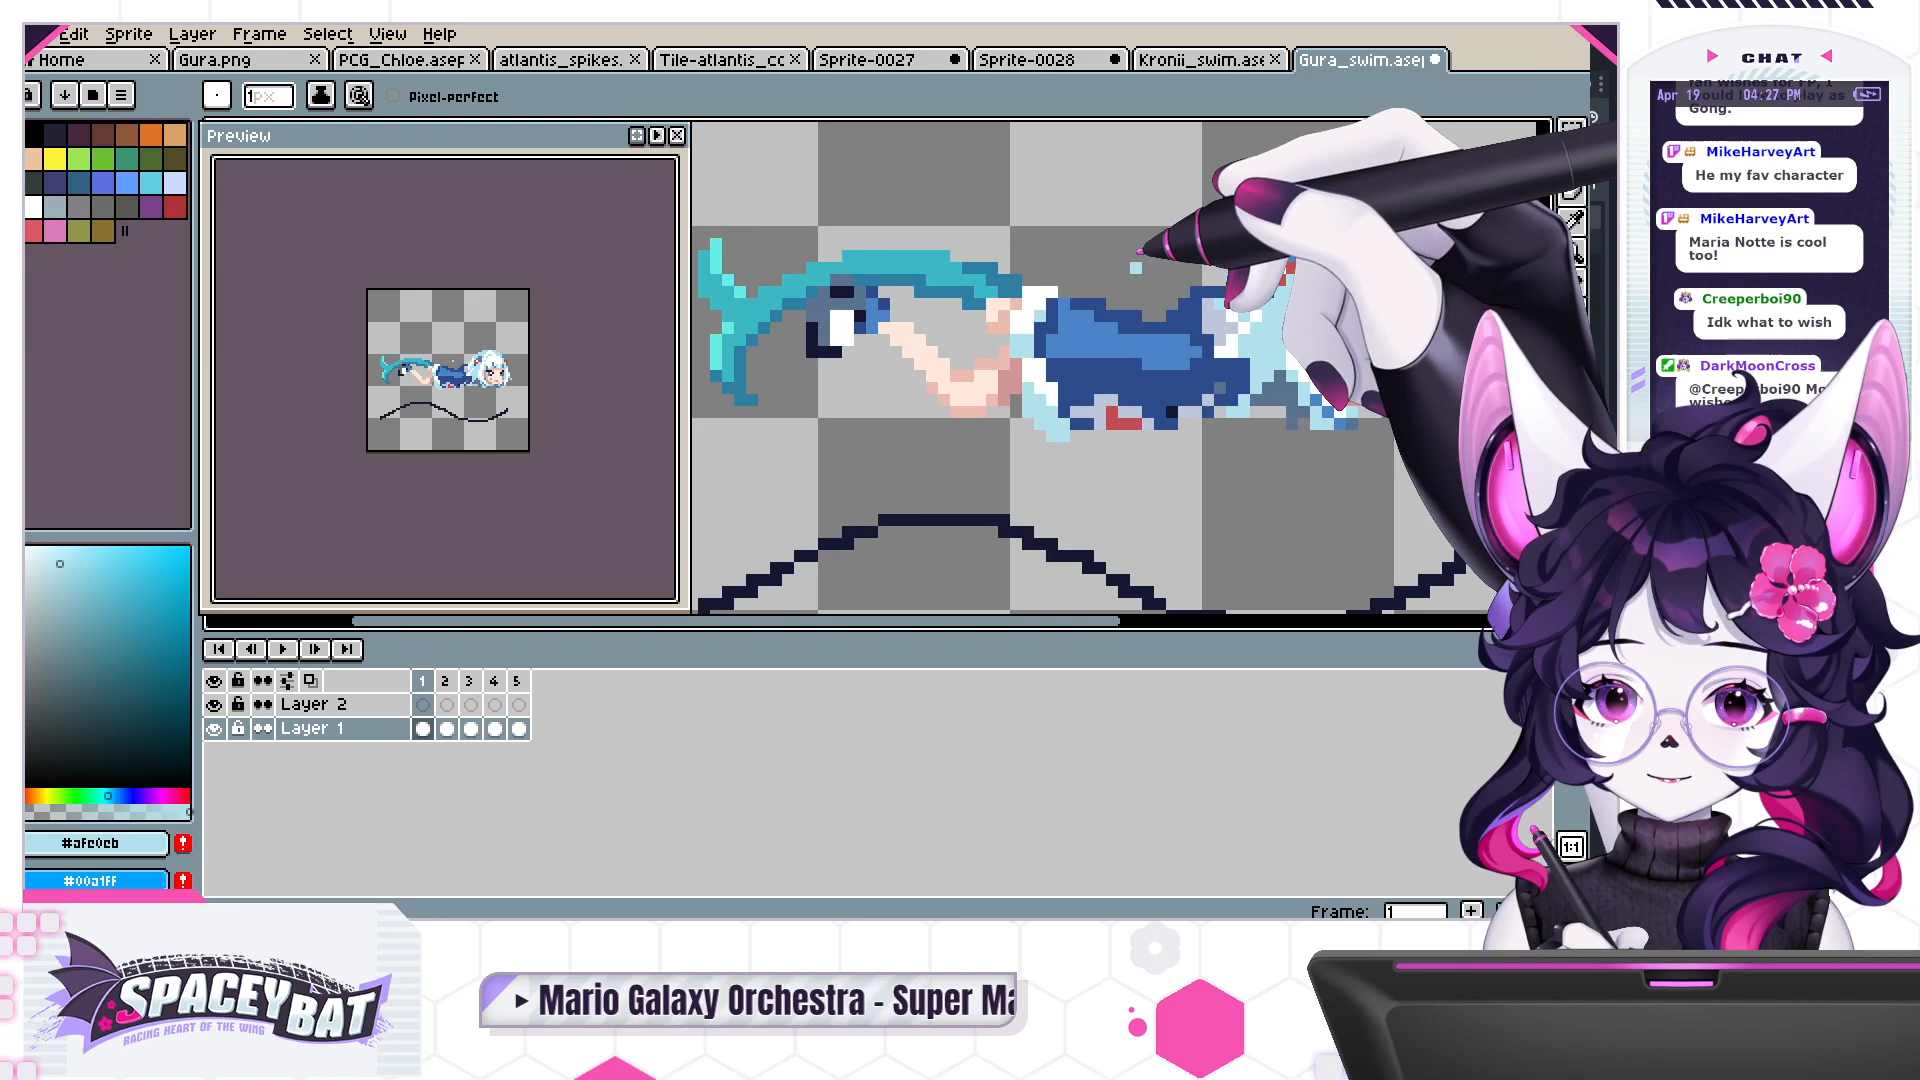 Edit Sprite Layer Frame Select View Help
Home Gura.png PCG_Chloe.asep atlantis_spikes. Tile-atlantis_cc Sprite-0027 Sprite-0028 Kronii_swim.ase Gura_swim.asep
1px Pixel-perfect
Preview
1 2 3 4 5
Layer 2
Layer 1
#afe0eb
#00a1FF
Frame: 1
1:1
CHAT
Apr 19 04:27 PM
Gong.
MikeHarveyArt
He my fav character
MikeHarveyArt
Maria Notte is cool
too!
Creeperboi90
Idk what to wish
DarkMoonCross
SPACEYBAT
RACING HEART OF THE WING
Mario Galaxy Orchestra - Super Ma